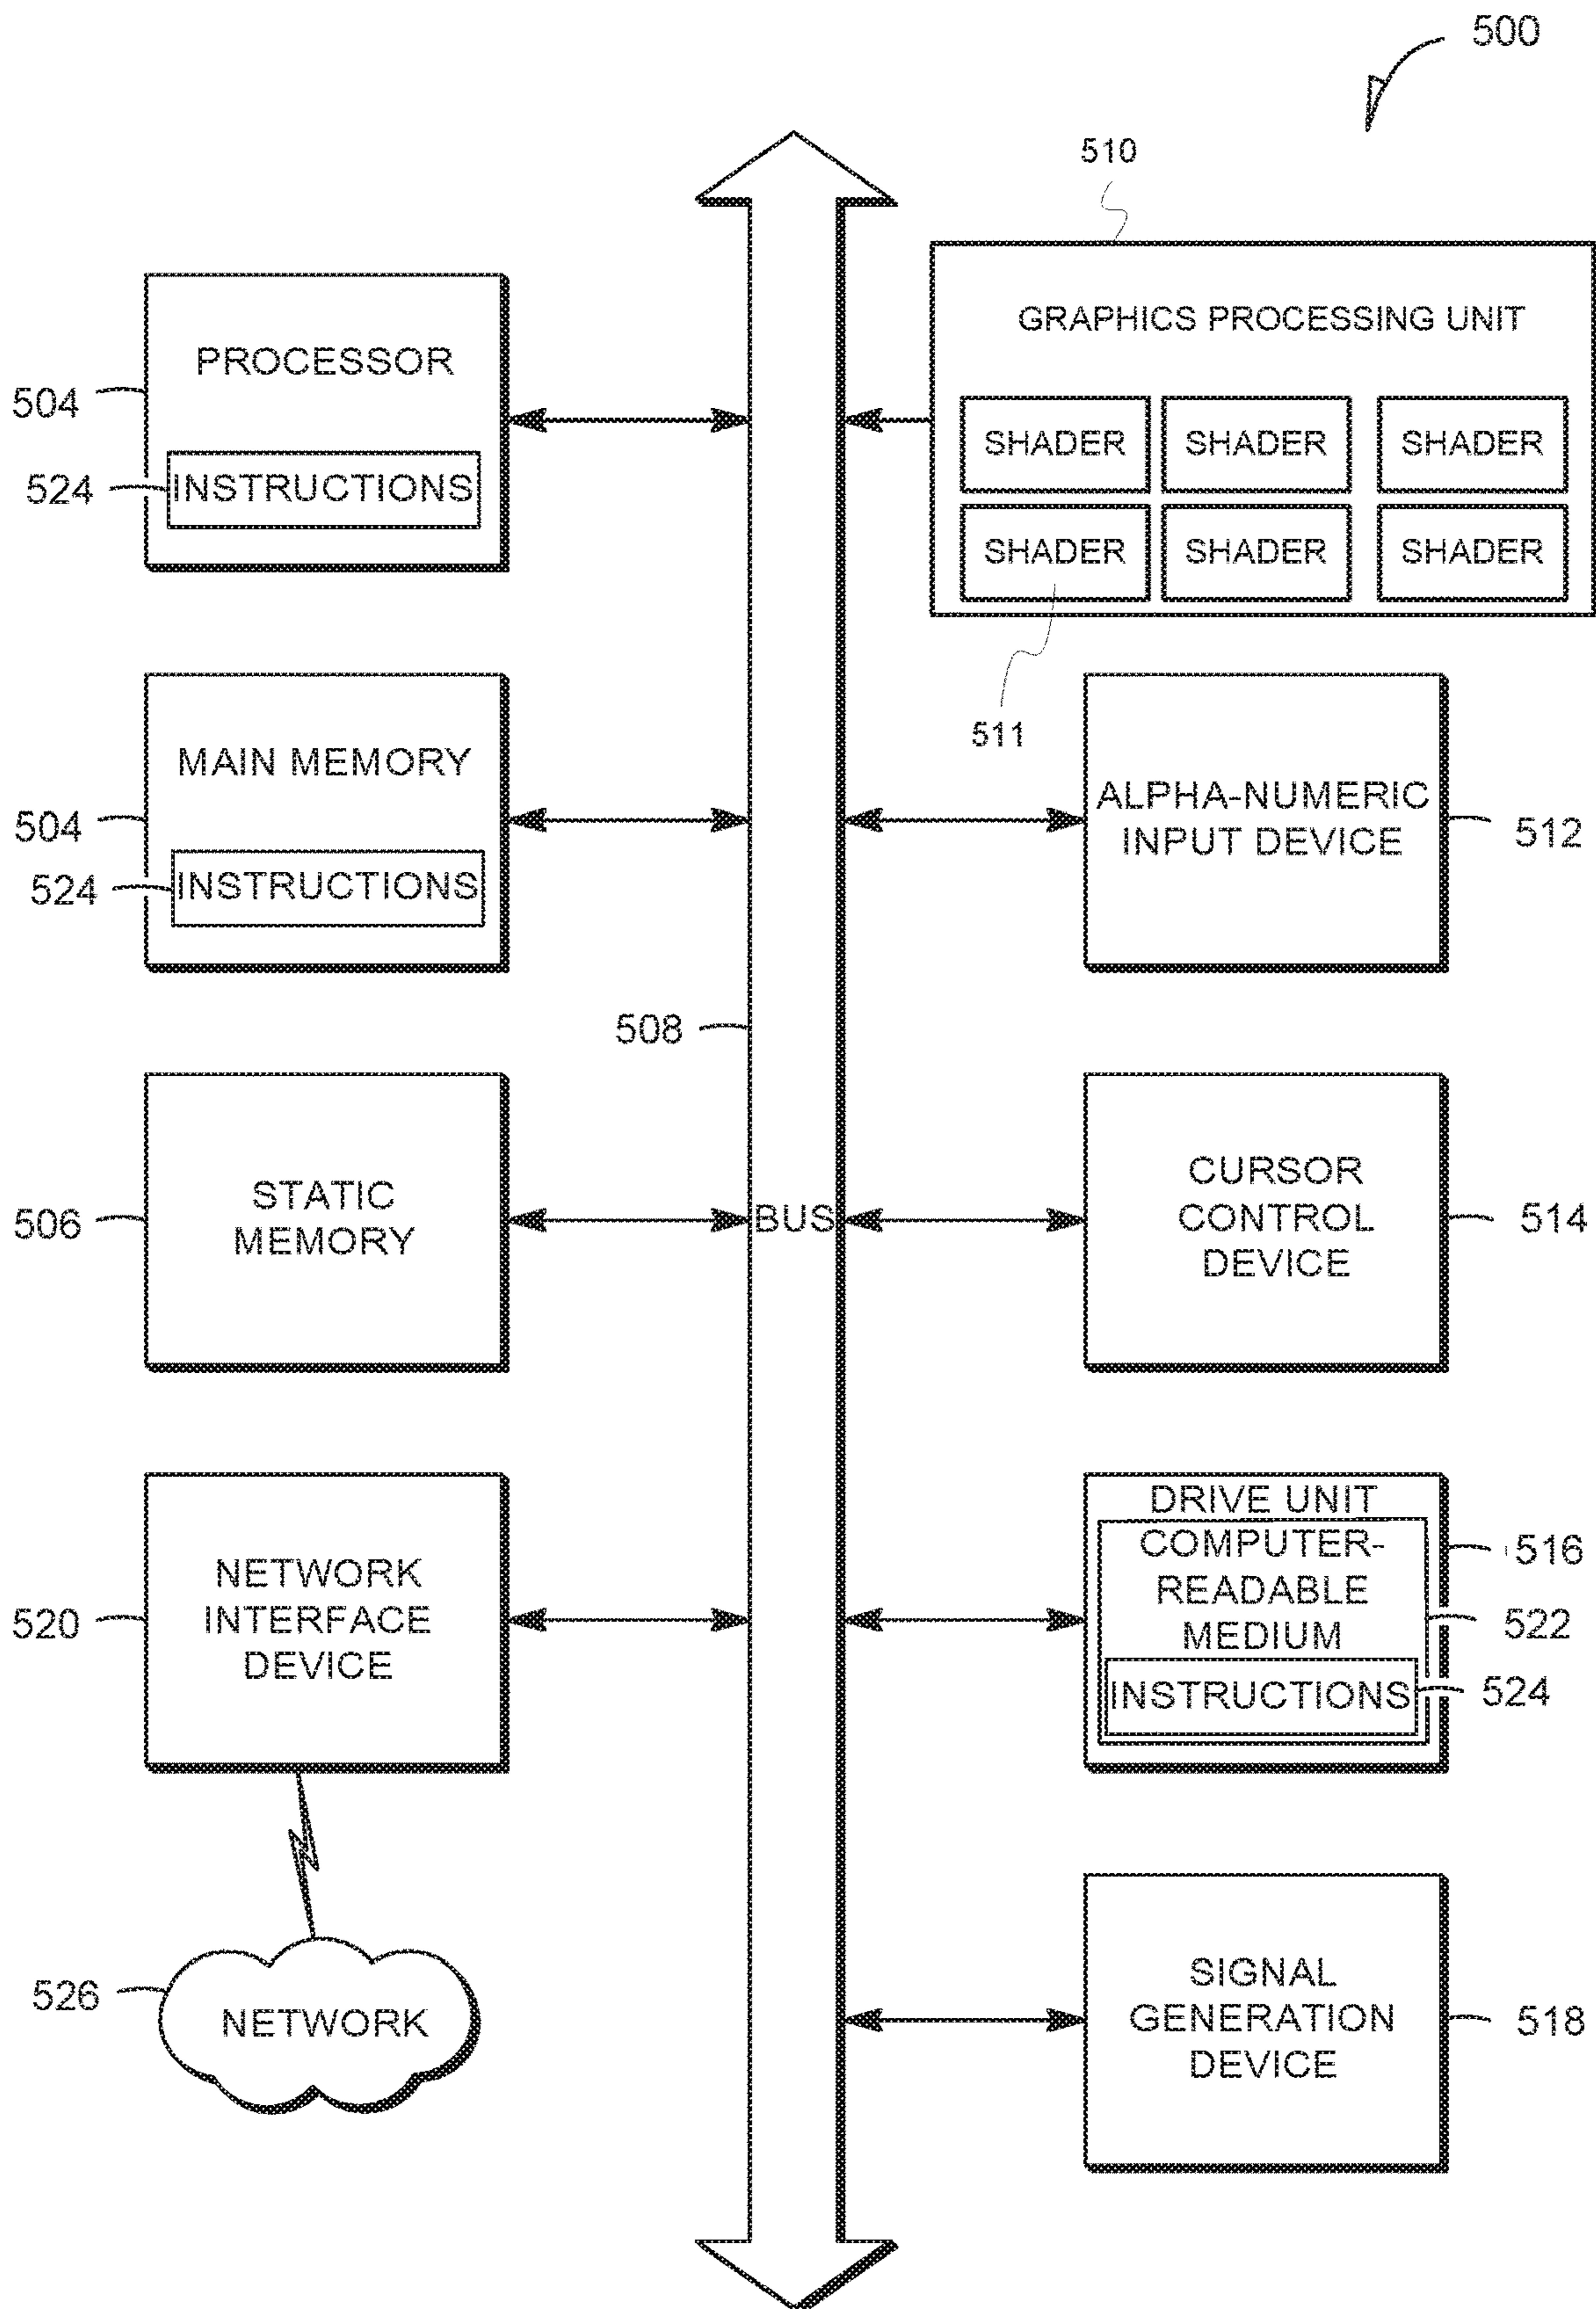 500
510
GRAPHICS PROCESSING UNIT
SHADER SHADER SHADER
SHADER SHADER SHADER
511
PROCESSOR
504
524 INSTRUCTIONS
MAIN MEMORY
504
524 INSTRUCTIONS
ALPHA-NUMERIC
INPUT DEVICE
512
508
STATIC
MEMORY
506
BUS
CURSOR
CONTROL
DEVICE
514
NETWORK
INTERFACE
DEVICE
520
DRIVE UNIT
COMPUTER-
READABLE
MEDIUM
INSTRUCTIONS
516
522
524
526
NETWORK
SIGNAL
GENERATION
DEVICE
518